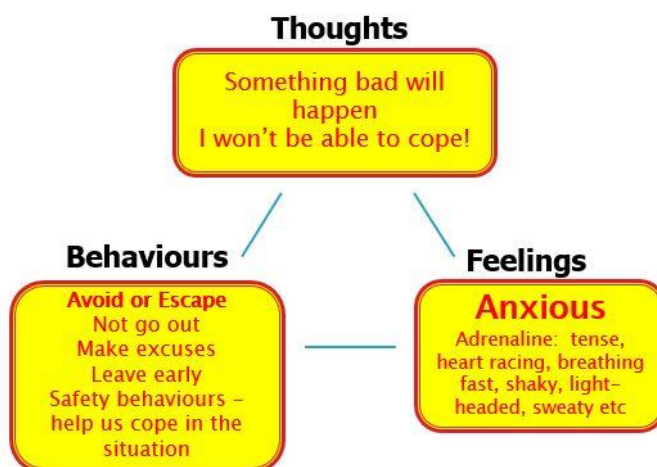 Thoughts
Something bad will
happen
I won't be able to cope!
Behaviours
Avoid or Escape
Not go out
Make excuses
Leave early
Safety behaviours –
help us cope in the
situation
Feelings
Anxious
Adrenaline: tense,
heart racing, breathing
fast, shaky, light-
headed, sweaty etc